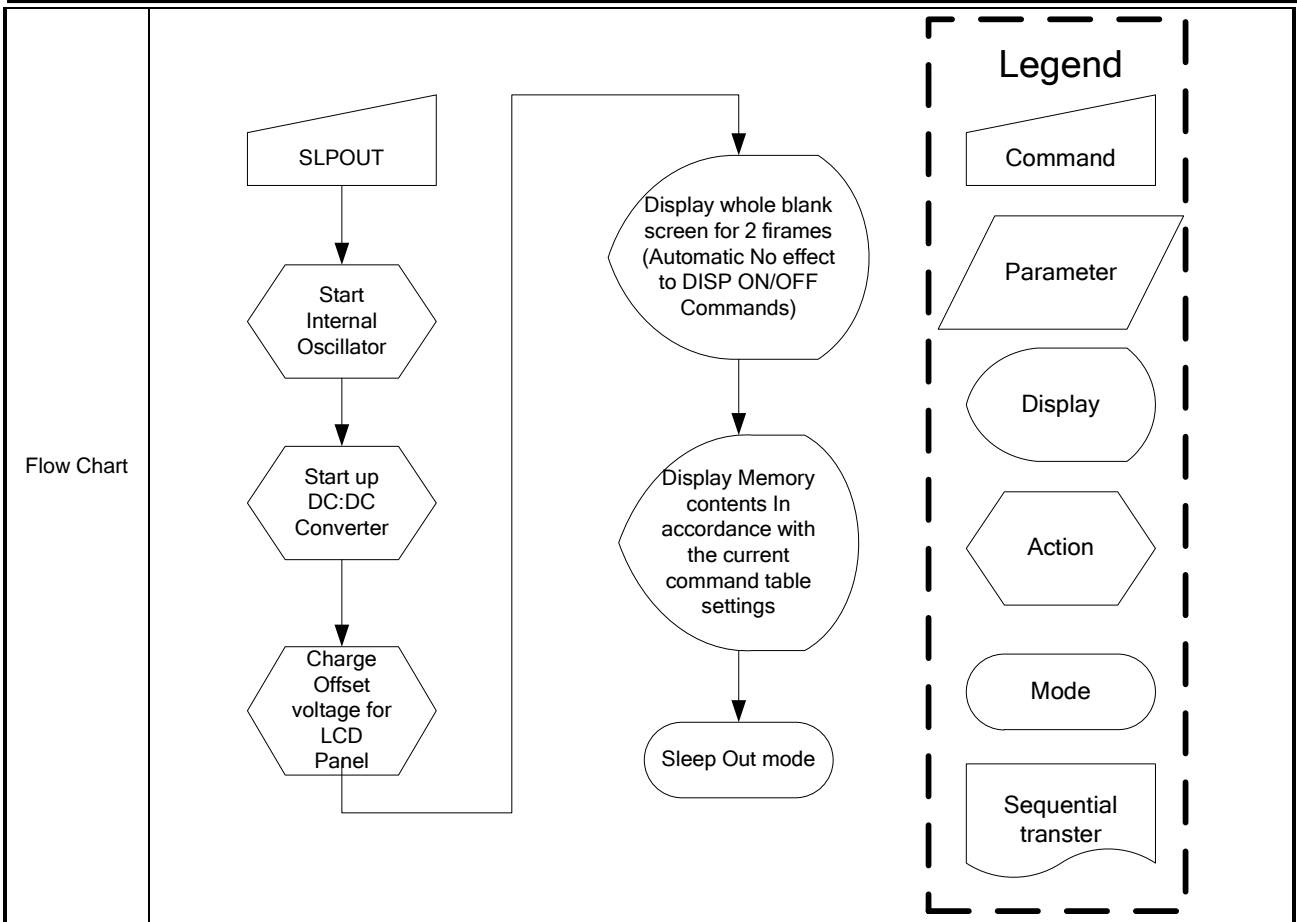 Flow Chart
SLPOUT
Start
Internal
Oscillator
Start up
DC:DC
Converter
Charge
Offset
voltage for
LCD
Panel
Display whole blank
screen for 2 firames
(Automatic No effect
to DISP ON/OFF
Commands)
Display Memory
contents In
accordance with
the current
command table
settings
Sleep Out mode
Legend
Command
Parameter
Display
Action
Mode
Sequential
transter